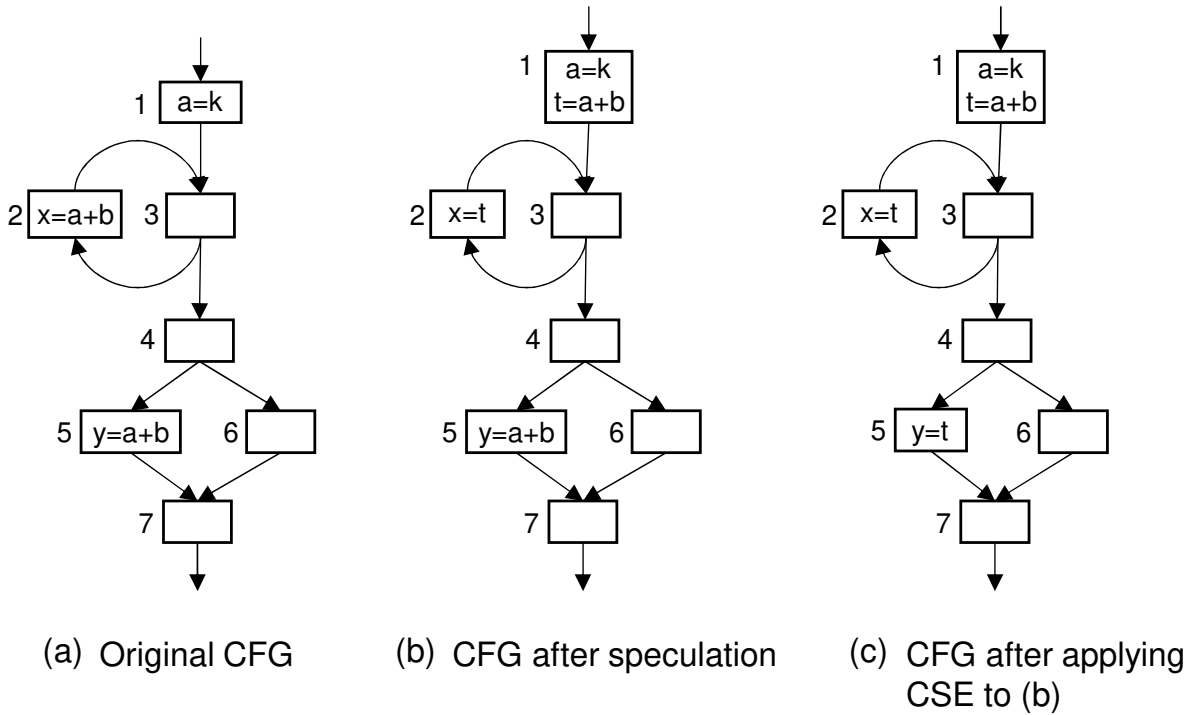 1
a=k
2
x=a+b
3
4
5
y=a+b
6
7
(a) Original CFG
1
a=k
t=a+b
2
x=t
3
4
5
y=a+b
6
7
(b) CFG after speculation
1
a=k
t=a+b
2
x=t
3
4
5
y=t
6
7
(c) CFG after applying
CSE to (b)